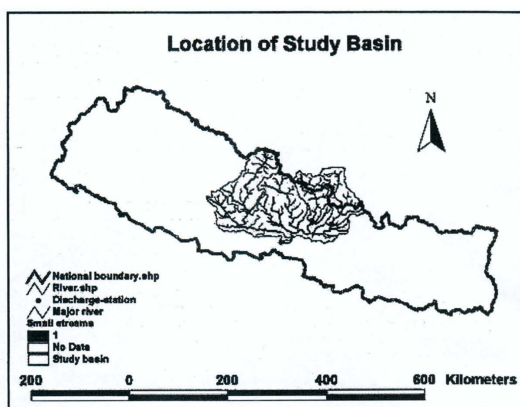 Location of Study Basin
N
National boundary.shp
River.shp
Discharge-station
Major river
Small streams
1
No Data
Study basin
200 0 200 400 600 Kilometers